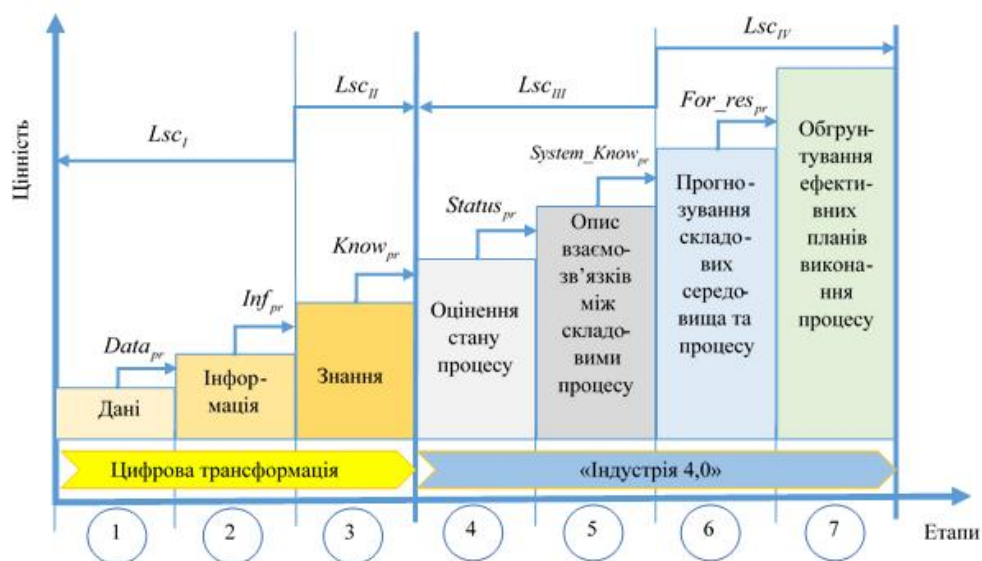 Цінність
Lsc_I
Lsc_II
Lsc_III
Lsc_IV
Data_pr
Inf_pr
Know_pr
Status_pr
System_Know_pr
For_res_pr
Дані
Інфор-
мація
Знання
Оцінення
стану
процесу
Опис
взаємо-
зв’язків
між
складо-
вими
процесу
Прогно-
зування
складо-
вих
середо-
вища та
процесу
Обгрун-
тування
ефекти-
вних
планів
викона-
ння
процесу
Цифрова трансформація
«Індустрія 4,0»
1
2
3
4
5
6
7
Етапи